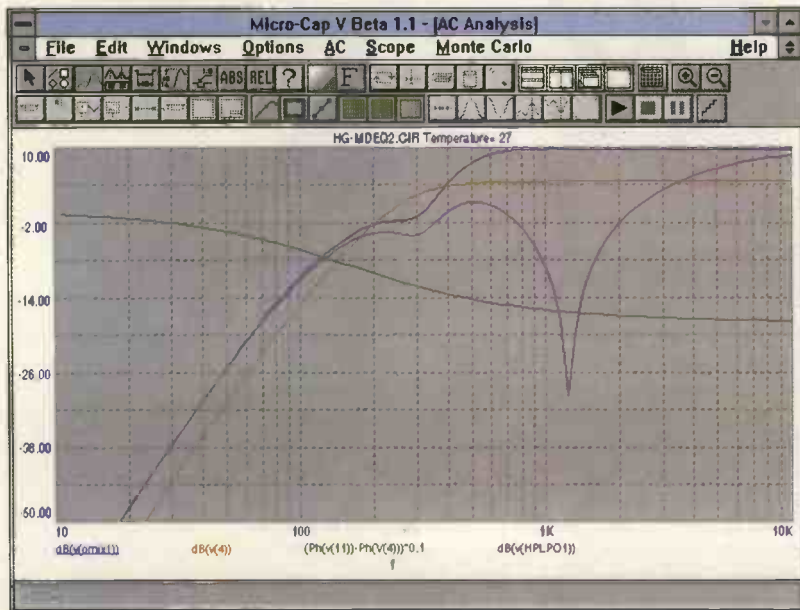 Micro-Cap V Beta 1.1 - [AC Analysis]
File Edit Windows Options AC Scope Monte Carlo Help
ABS REL ? F
HG-MDEQ2.CIR Temperature= 27
10.00
-2.00
-14.00
-26.00
-38.00
-50.00
10 100 1K 10K
dB(v(4)) (Ph(v(11))-Ph(V(4)))*0.1 dB(v(HPLPO1))
f